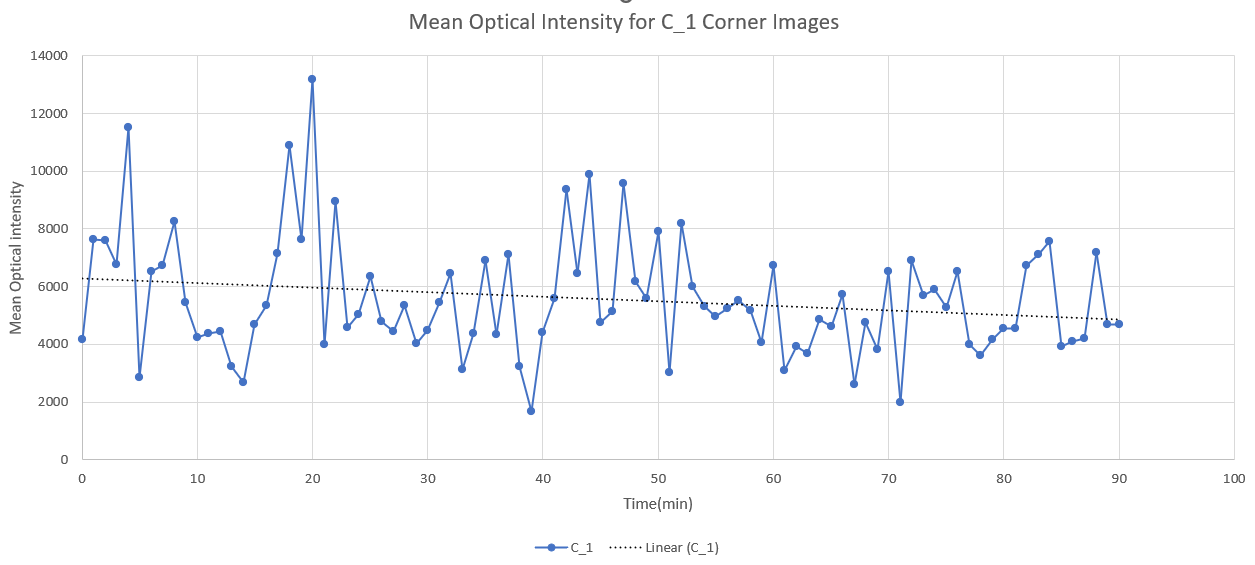 Mean Optical Intensity for C_1 Corner Images
14000
12000
10000
8000
6000
4000
2000
0
Mean Optical intensity
0 10 20 30 40 50 60 70 80 90 100
Time(min)
C_1 Linear (C_1)